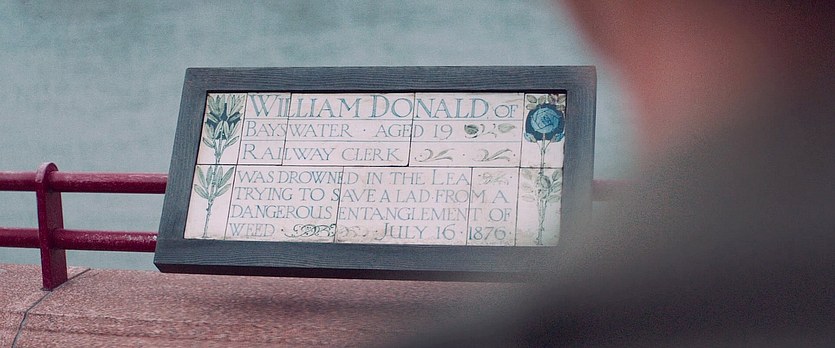 WILLIAM DONALD OF
BAYSWATER · AGED 19
RAILWAY CLERK
WAS DROWNED IN THE LEA
TRYING TO SAVE A LAD FROM A
DANGEROUS ENTANGLEMENT OF
WEED · JULY 16 · 1876